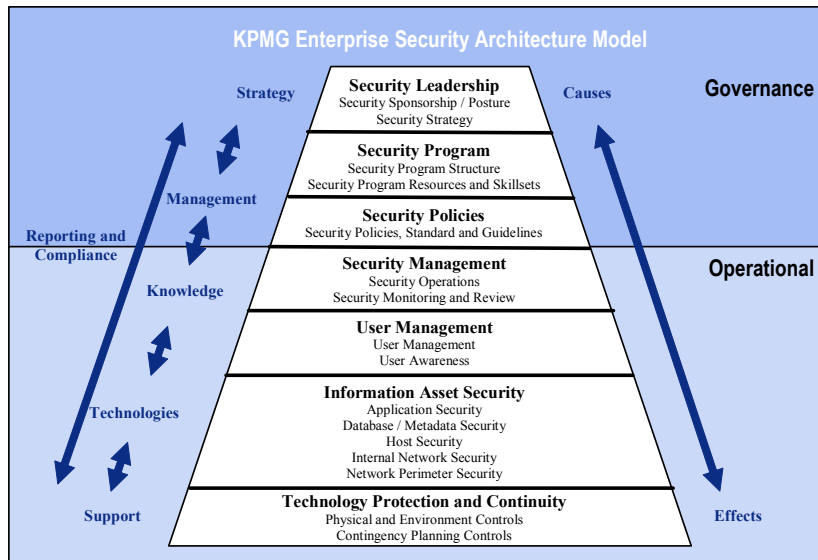 KPMG Enterprise Security Architecture Model
Strategy
Security Leadership
Security Sponsorship / Posture
Security Strategy
Causes
Governance
Security Program
Security Program Structure
Security Program Resources and Skillsets
Management
Security Policies
Security Policies, Standard and Guidelines
Reporting and
Compliance
Security Management
Security Operations
Security Monitoring and Review
Operational
Knowledge
User Management
User Management
User Awareness
Information Asset Security
Application Security
Database / Metadata Security
Host Security
Internal Network Security
Network Perimeter Security
Technologies
Technology Protection and Continuity
Physical and Environment Controls
Contingency Planning Controls
Support
Effects